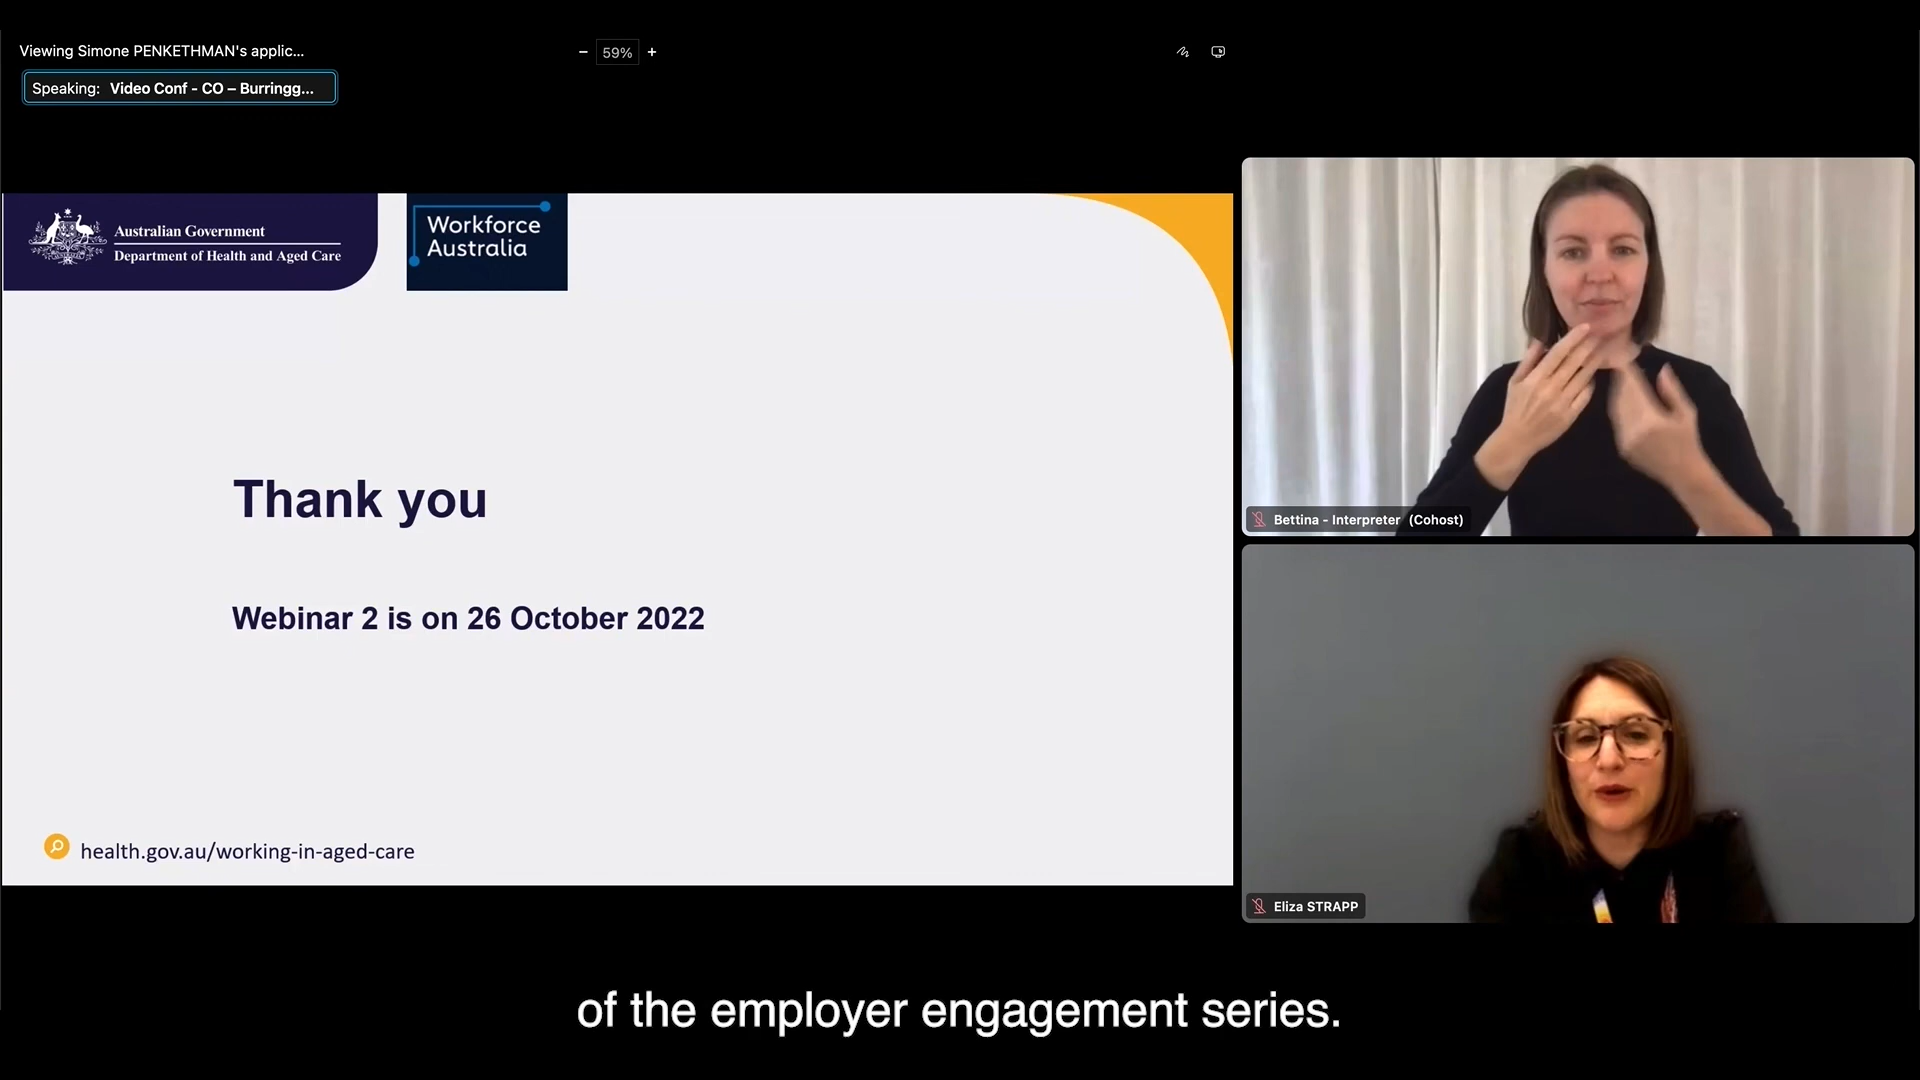 Viewing Simone PENKETHMAN's applic...
59%
Speaking: Video Conf - CO – Burringg...
Australian Government
Department of Health and Aged Care
Workforce
Australia
Thank you
Webinar 2 is on 26 October 2022
health.gov.au/working-in-aged-care
Bettina - Interpreter (Cohost)
Eliza STRAPP
of the employer engagement series.